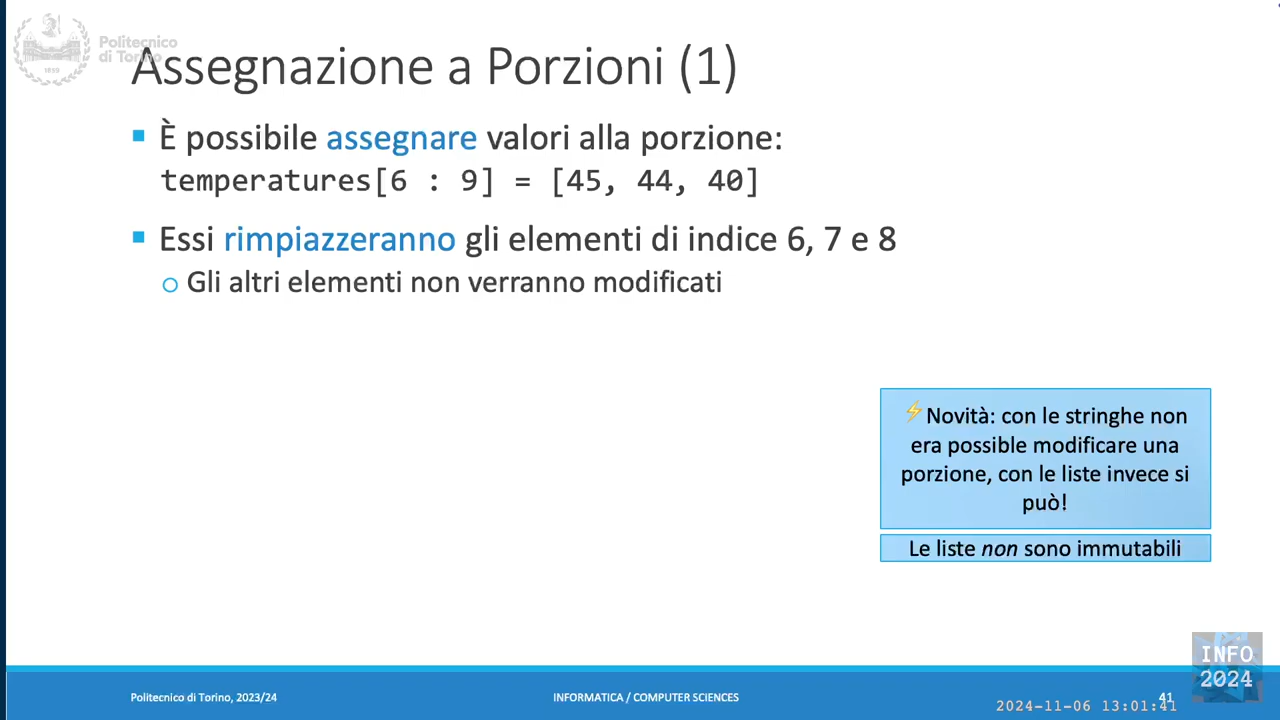 Politecnico
di Torino
1859
Assegnazione a Porzioni (1)
È possibile assegnare valori alla porzione:
temperatures[6 : 9] = [45, 44, 40]
Essi rimpiazzeranno gli elementi di indice 6, 7 e 8
Gli altri elementi non verranno modificati
⚡Novità: con le stringhe non
era possible modificare una
porzione, con le liste invece si
può!
Le liste non sono immutabili
INFO
2024
Politecnico di Torino, 2023/24
INFORMATICA / COMPUTER SCIENCES
41
2024-11-06 13:01:41